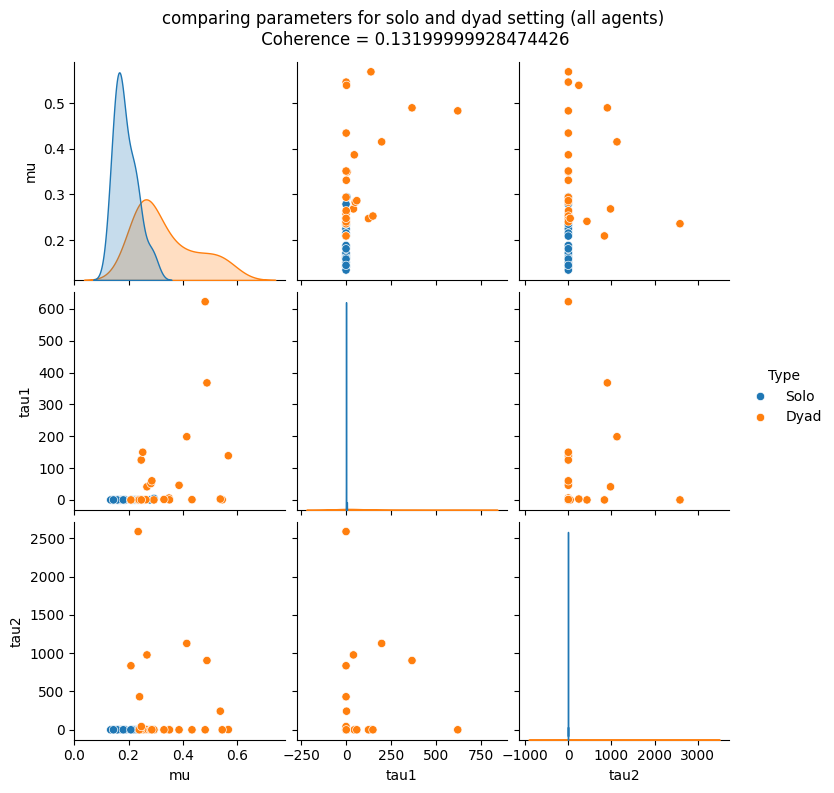 comparing parameters for solo and dyad setting (all agents)
Coherence = 0.13199999928474426
0.5
0.4
0.3
0.2
mu
600
500
400
300
200
100
0
tau1
Type
Solo
Dyad
2500
2000
1500
1000
500
0
tau2
0.0 0.2 0.4 0.6
−250 0 250 500 750
−1000 0 1000 2000 3000
mu tau1 tau2